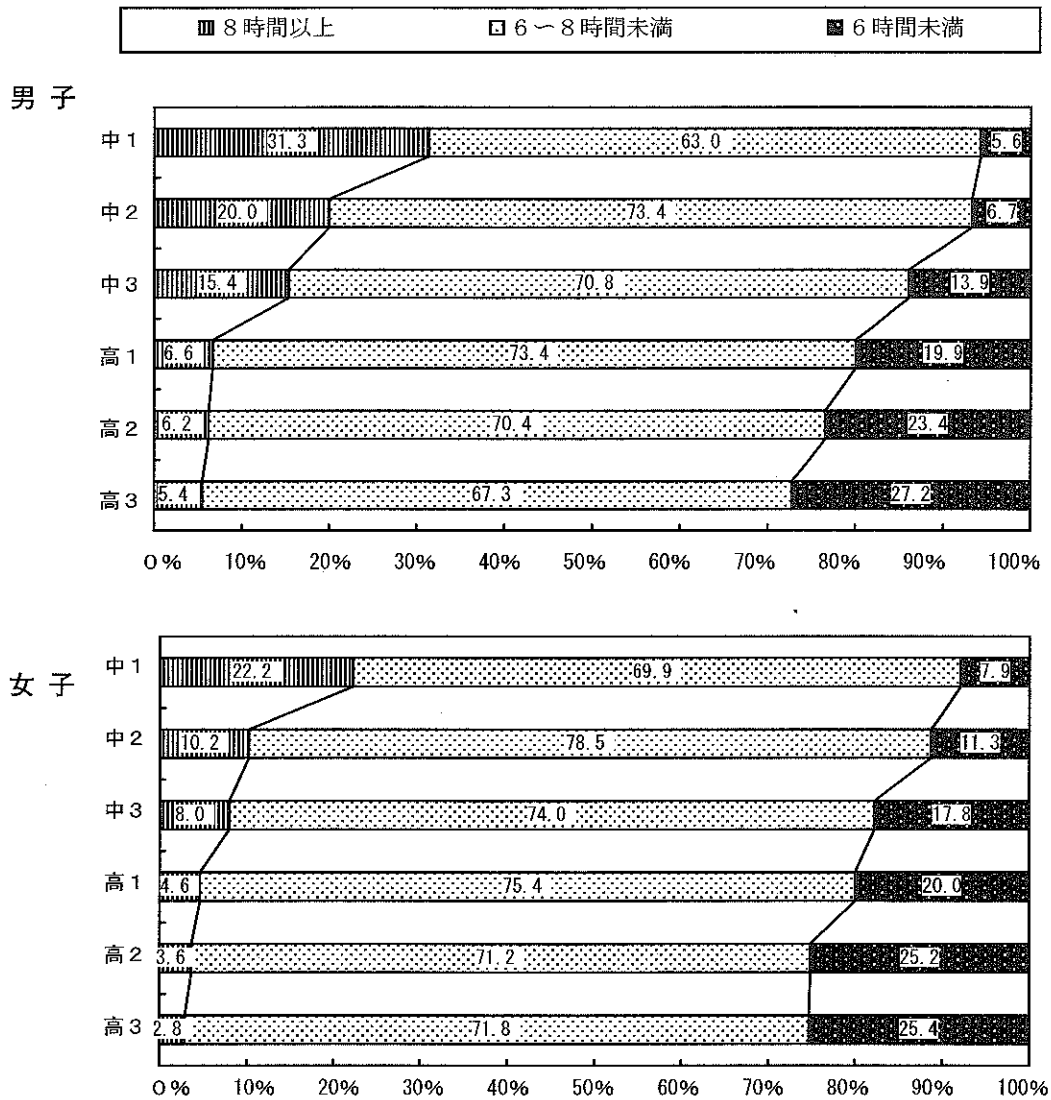 ８時間以上 ６～８時間未満 ６時間未満
男子
中１ 31.3 63.0 5.6
中２ 20.0 73.4 6.7
中３ 15.4 70.8 13.9
高１ 6.6 73.4 19.9
高２ 6.2 70.4 23.4
高３ 5.4 67.3 27.2
0% 10% 20% 30% 40% 50% 60% 70% 80% 90% 100%
女子
中１ 22.2 69.9 7.9
中２ 10.2 78.5 11.3
中３ 8.0 74.0 17.8
高１ 4.6 75.4 20.0
高２ 3.6 71.2 25.2
高３ 2.8 71.8 25.4
0% 10% 20% 30% 40% 50% 60% 70% 80% 90% 100%